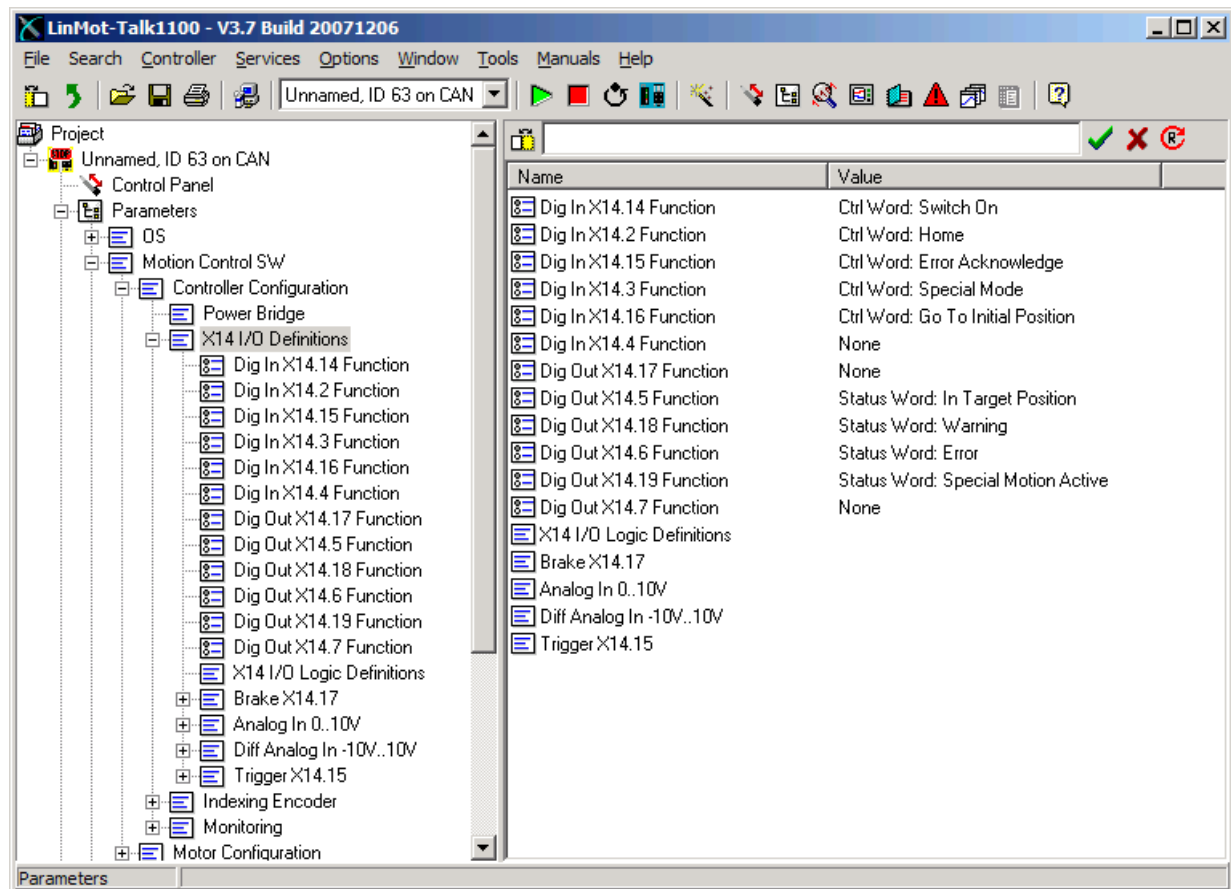 LinMot-Talk1100 - V3.7 Build 20071206
File Search Controller Services Options Window Tools Manuals Help
Unnamed, ID 63 on CAN
Project
STOP
Unnamed, ID 63 on CAN
Control Panel
Parameters
OS
Motion Control SW
Controller Configuration
Power Bridge
X14 I/O Definitions
Dig In X14.14 Function
Dig In X14.2 Function
Dig In X14.15 Function
Dig In X14.3 Function
Dig In X14.16 Function
Dig In X14.4 Function
Dig Out X14.17 Function
Dig Out X14.5 Function
Dig Out X14.18 Function
Dig Out X14.6 Function
Dig Out X14.19 Function
Dig Out X14.7 Function
X14 I/O Logic Definitions
Brake X14.17
Analog In 0..10V
Diff Analog In -10V..10V
Trigger X14.15
Indexing Encoder
Monitoring
Motor Configuration
Name Value
Dig In X14.14 Function Ctrl Word: Switch On
Dig In X14.2 Function Ctrl Word: Home
Dig In X14.15 Function Ctrl Word: Error Acknowledge
Dig In X14.3 Function Ctrl Word: Special Mode
Dig In X14.16 Function Ctrl Word: Go To Initial Position
Dig In X14.4 Function None
Dig Out X14.17 Function None
Dig Out X14.5 Function Status Word: In Target Position
Dig Out X14.18 Function Status Word: Warning
Dig Out X14.6 Function Status Word: Error
Dig Out X14.19 Function Status Word: Special Motion Active
Dig Out X14.7 Function None
X14 I/O Logic Definitions
Brake X14.17
Analog In 0..10V
Diff Analog In -10V..10V
Trigger X14.15
Parameters